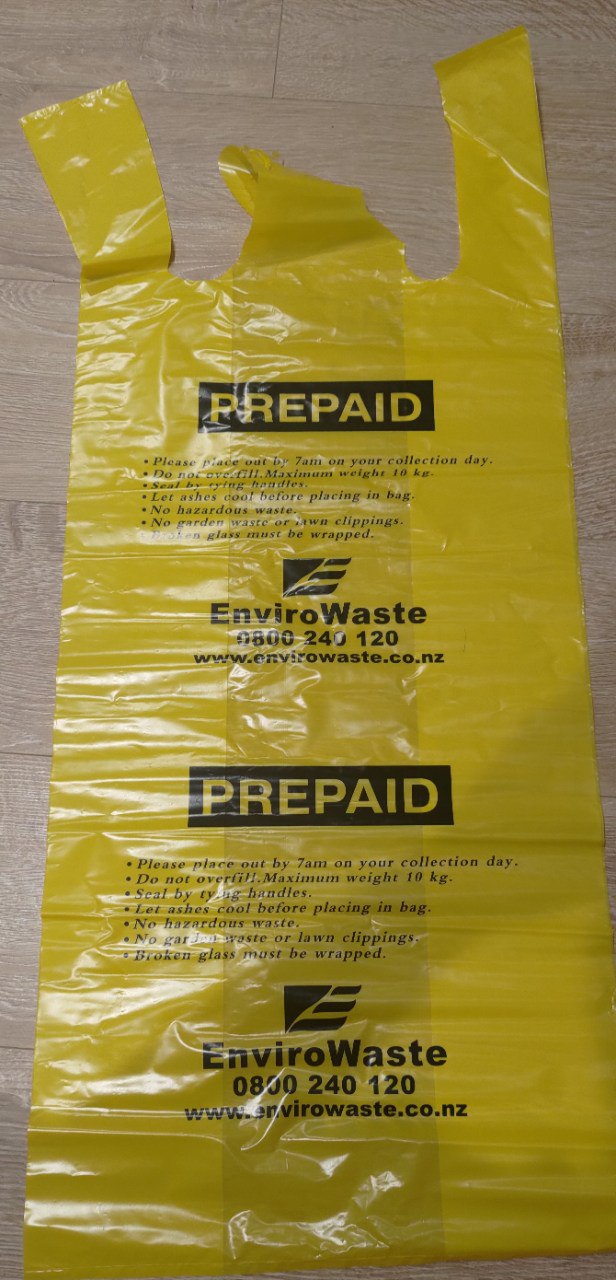 PREPAID
• Please place out by 7am on your collection day.
• Do not overfill.Maximum weight 10 kg.
• Seal by tying handles.
• Let ashes cool before placing in bag.
• No hazardous waste.
• No garden waste or lawn clippings.
• Broken glass must be wrapped.
EnviroWaste
0800 240 120
www.envirowaste.co.nz
PREPAID
• Please place out by 7am on your collection day.
• Do not overfill.Maximum weight 10 kg.
• Seal by tying handles.
• Let ashes cool before placing in bag.
• No hazardous waste.
• No garden waste or lawn clippings.
• Broken glass must be wrapped.
EnviroWaste
0800 240 120
www.envirowaste.co.nz